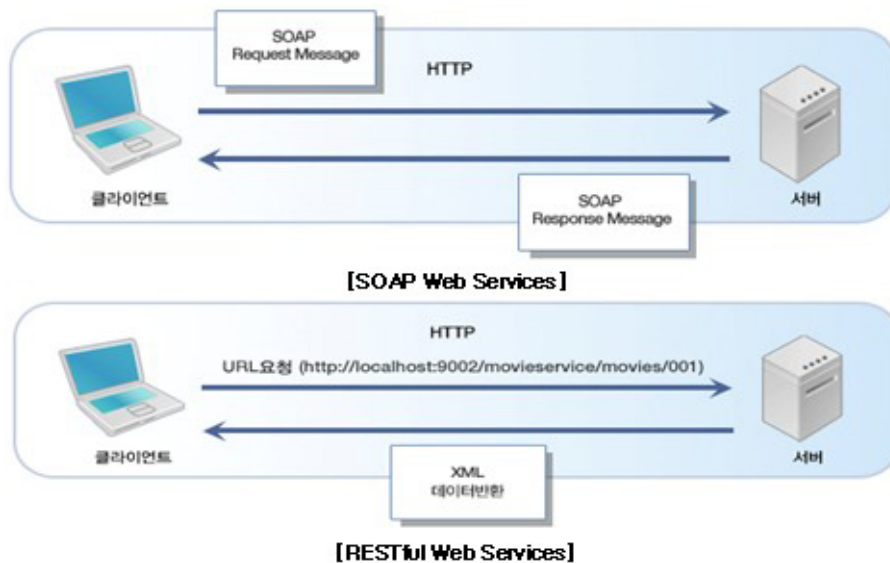 SOAP
Request Message
HTTP
클라이언트
서버
SOAP
Response Message
[SOAP Web Services]
HTTP
URL요청 (http://localhost:9002/movieservice/movies/001)
클라이언트
서버
XML
데이터반환
[RESTful Web Services]